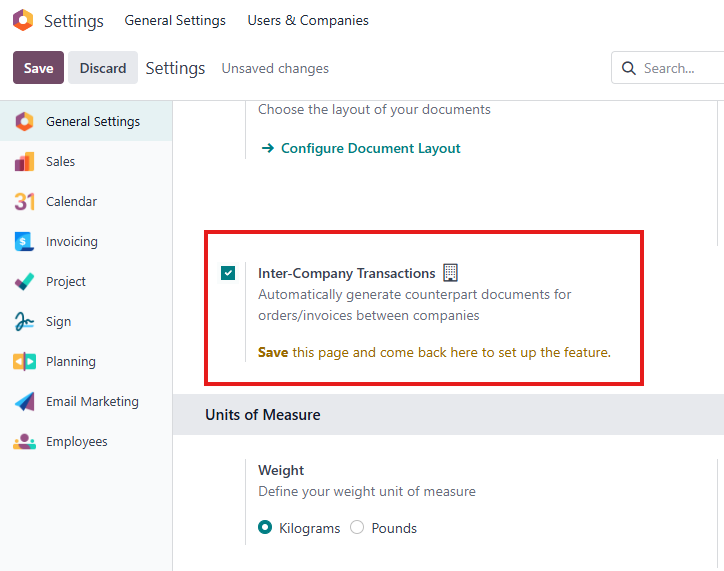 Settings General Settings Users & Companies
Save Discard Settings Unsaved changes Search...
General Settings
Sales
31 Calendar
$ Invoicing
Project
Sign
Planning
Email Marketing
Employees
Choose the layout of your documents
→ Configure Document Layout
Inter-Company Transactions
Automatically generate counterpart documents for
orders/invoices between companies
Save this page and come back here to set up the feature.
Units of Measure
Weight
Define your weight unit of measure
Kilograms Pounds